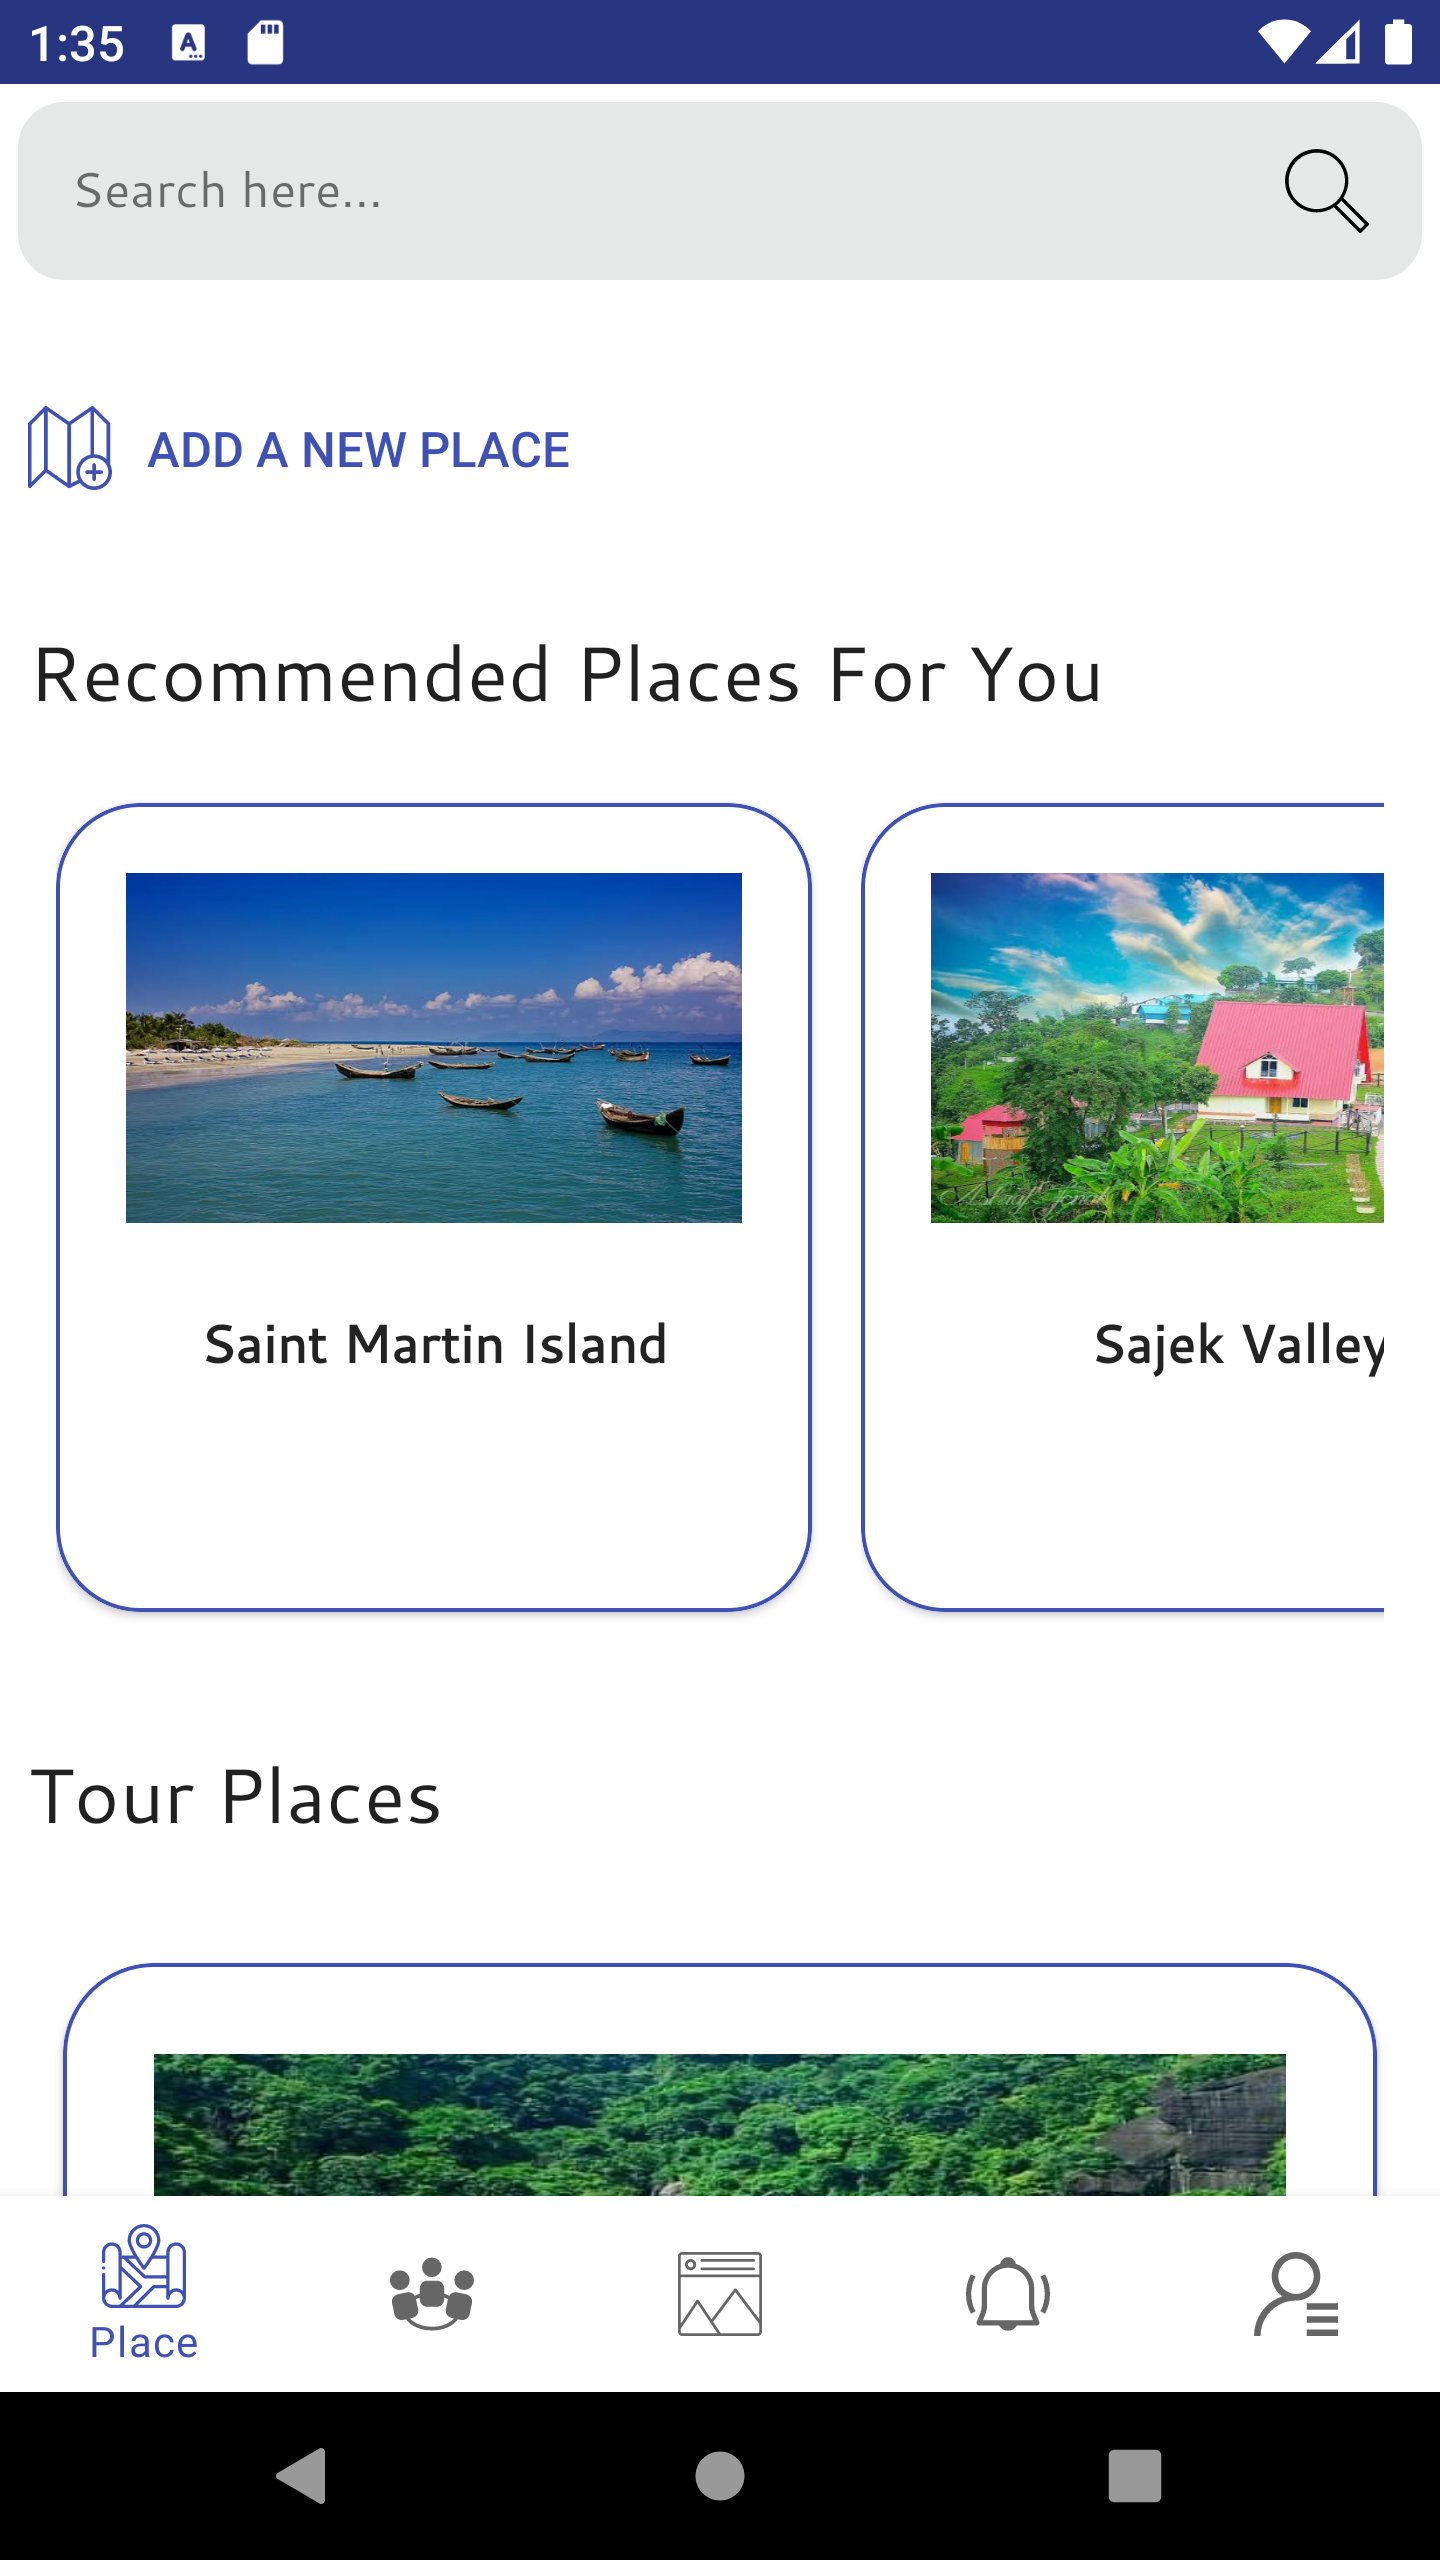 1:35
Search here...
ADD A NEW PLACE
Recommended Places For You
Saint Martin Island
Sajek Valley
Tour Places
Place